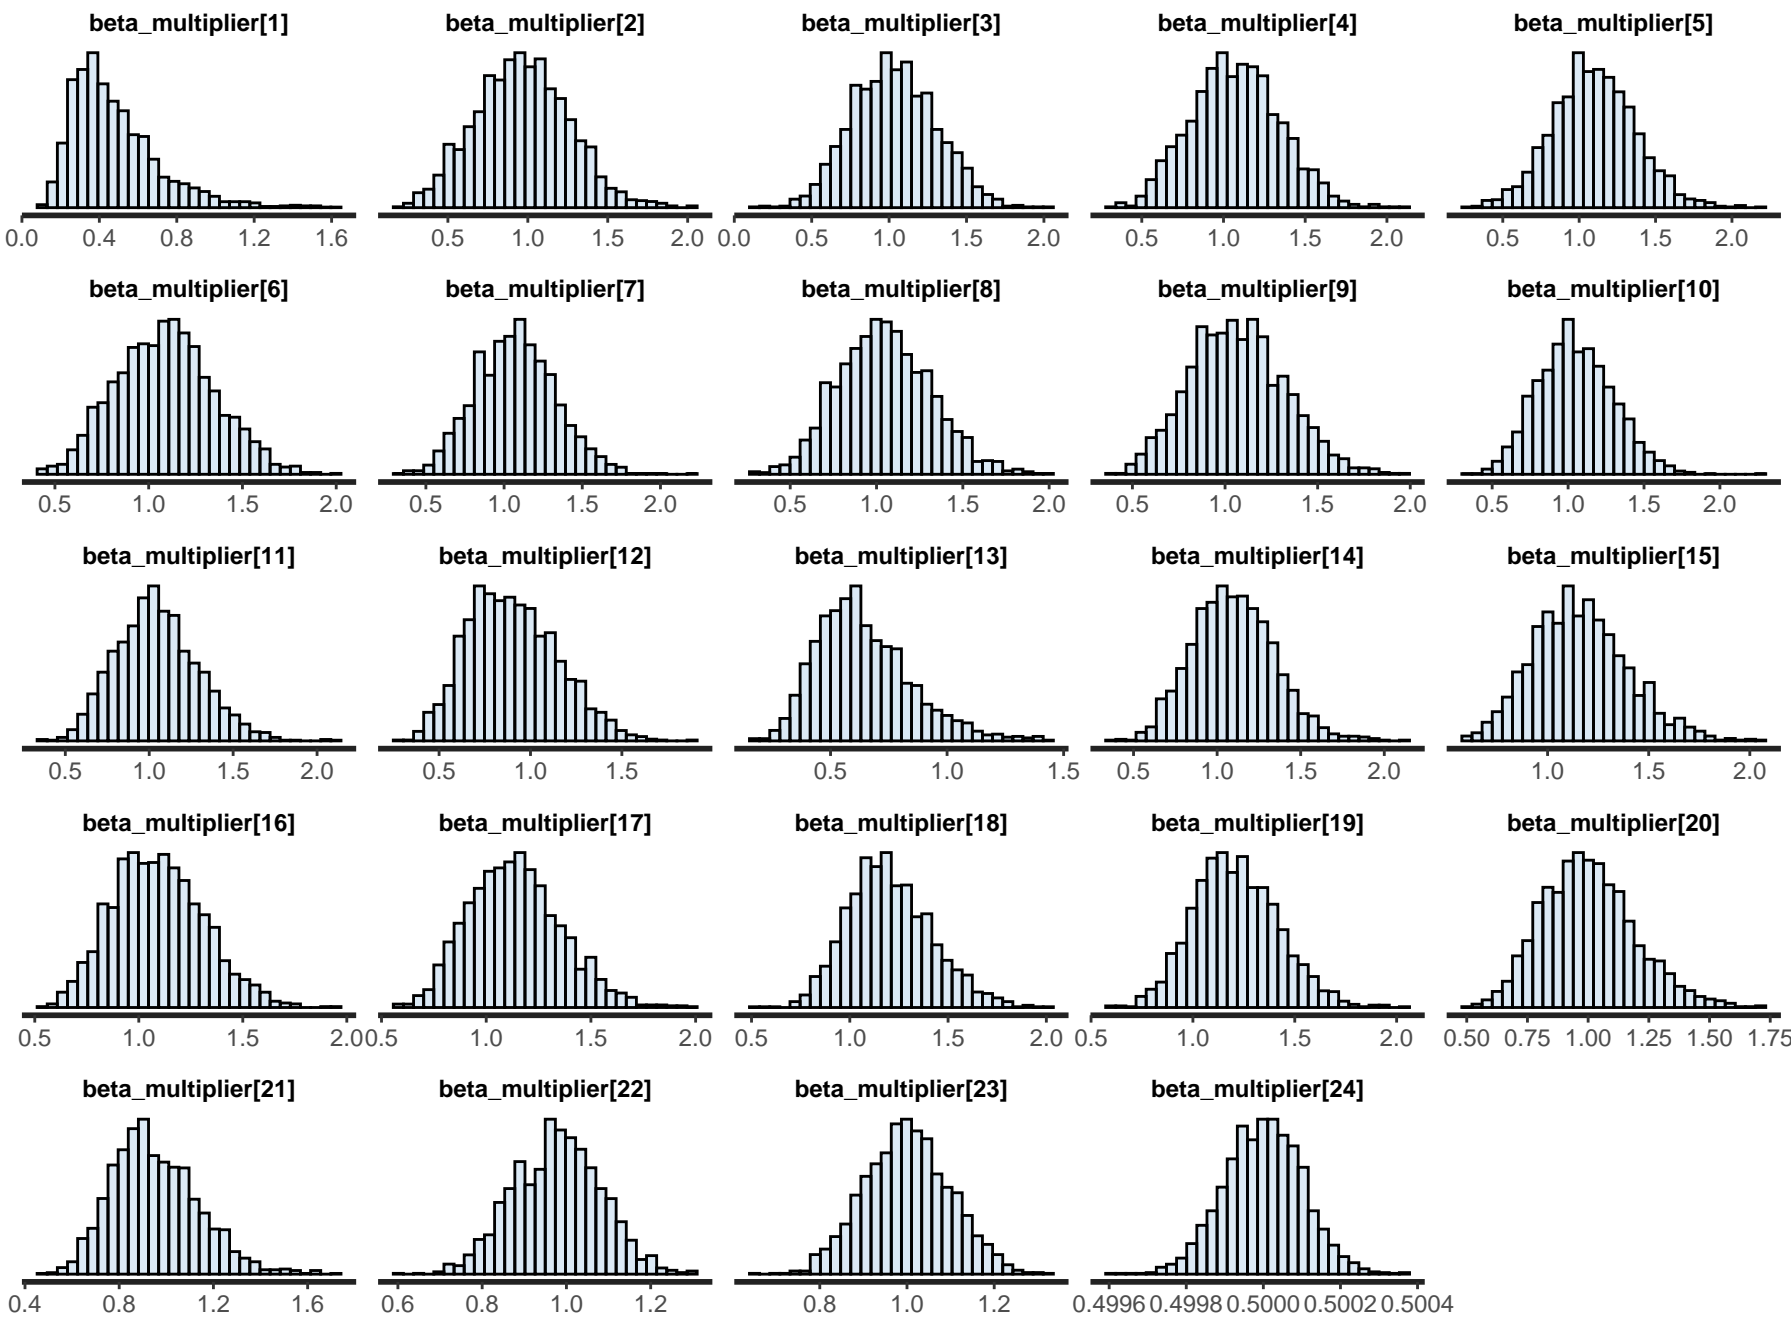 beta_multiplier[1] beta_multiplier[2] beta_multiplier[3] beta_multiplier[4] beta_multiplier[5]
0.0 0.4 0.8 1.2 1.6 0.5 1.0 1.5 2.0 0.0 0.5 1.0 1.5 2.0 0.5 1.0 1.5 2.0 0.5 1.0 1.5 2.0
beta_multiplier[6] beta_multiplier[7] beta_multiplier[8] beta_multiplier[9] beta_multiplier[10]
0.5 1.0 1.5 2.0 0.5 1.0 1.5 2.0 0.5 1.0 1.5 2.0 0.5 1.0 1.5 2.0 0.5 1.0 1.5 2.0
beta_multiplier[11] beta_multiplier[12] beta_multiplier[13] beta_multiplier[14] beta_multiplier[15]
0.5 1.0 1.5 2.0 0.5 1.0 1.5 0.5 1.0 1.5 0.5 1.0 1.5 2.0 1.0 1.5 2.0
beta_multiplier[16] beta_multiplier[17] beta_multiplier[18] beta_multiplier[19] beta_multiplier[20]
0.5 1.0 1.5 2.0 0.5 1.0 1.5 2.0 0.5 1.0 1.5 2.0 0.5 1.0 1.5 2.0 0.50 0.75 1.00 1.25 1.50 1.75
beta_multiplier[21] beta_multiplier[22] beta_multiplier[23] beta_multiplier[24]
0.4 0.8 1.2 1.6 0.6 0.8 1.0 1.2 0.8 1.0 1.2 0.4996 0.4998 0.5000 0.5002 0.5004